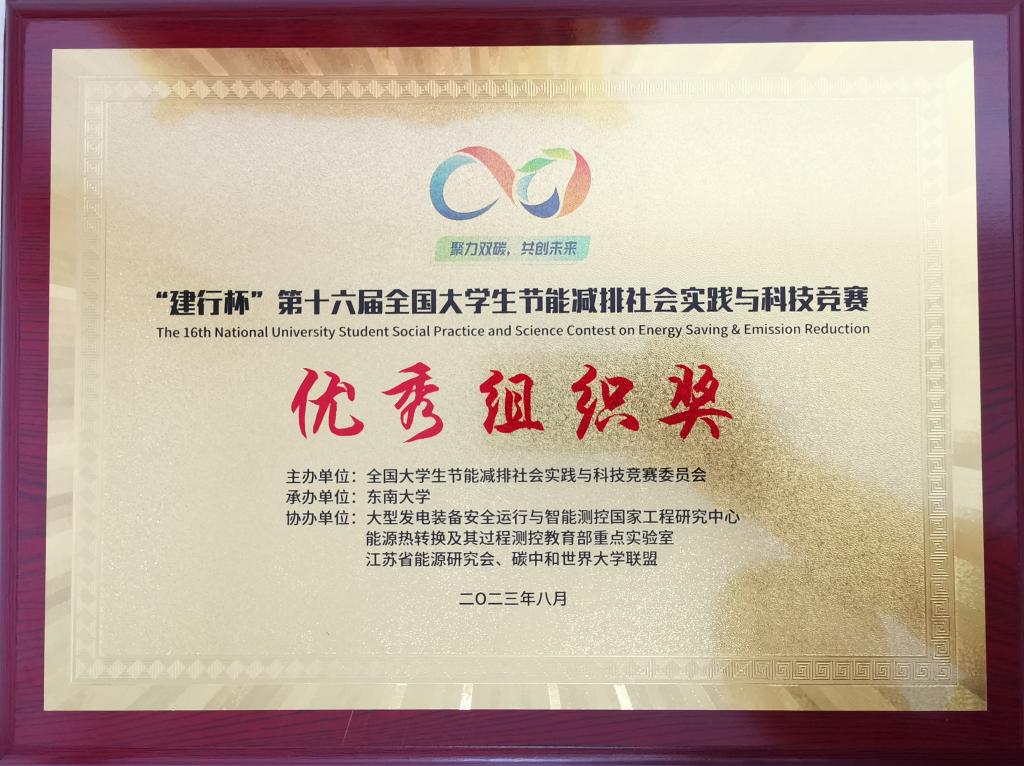 聚力双碳，共创未来
“建行杯”第十六届全国大学生节能减排社会实践与科技竞赛
The 16th National University Student Social Practice and Science Contest on Energy Saving & Emission Reduction
优秀组织奖
主办单位：全国大学生节能减排社会实践与科技竞赛委员会
承办单位：东南大学
协办单位：大型发电装备安全运行与智能测控国家工程研究中心
能源热转换及其过程测控教育部重点实验室
江苏省能源研究会、碳中和世界大学联盟
二〇二三年八月